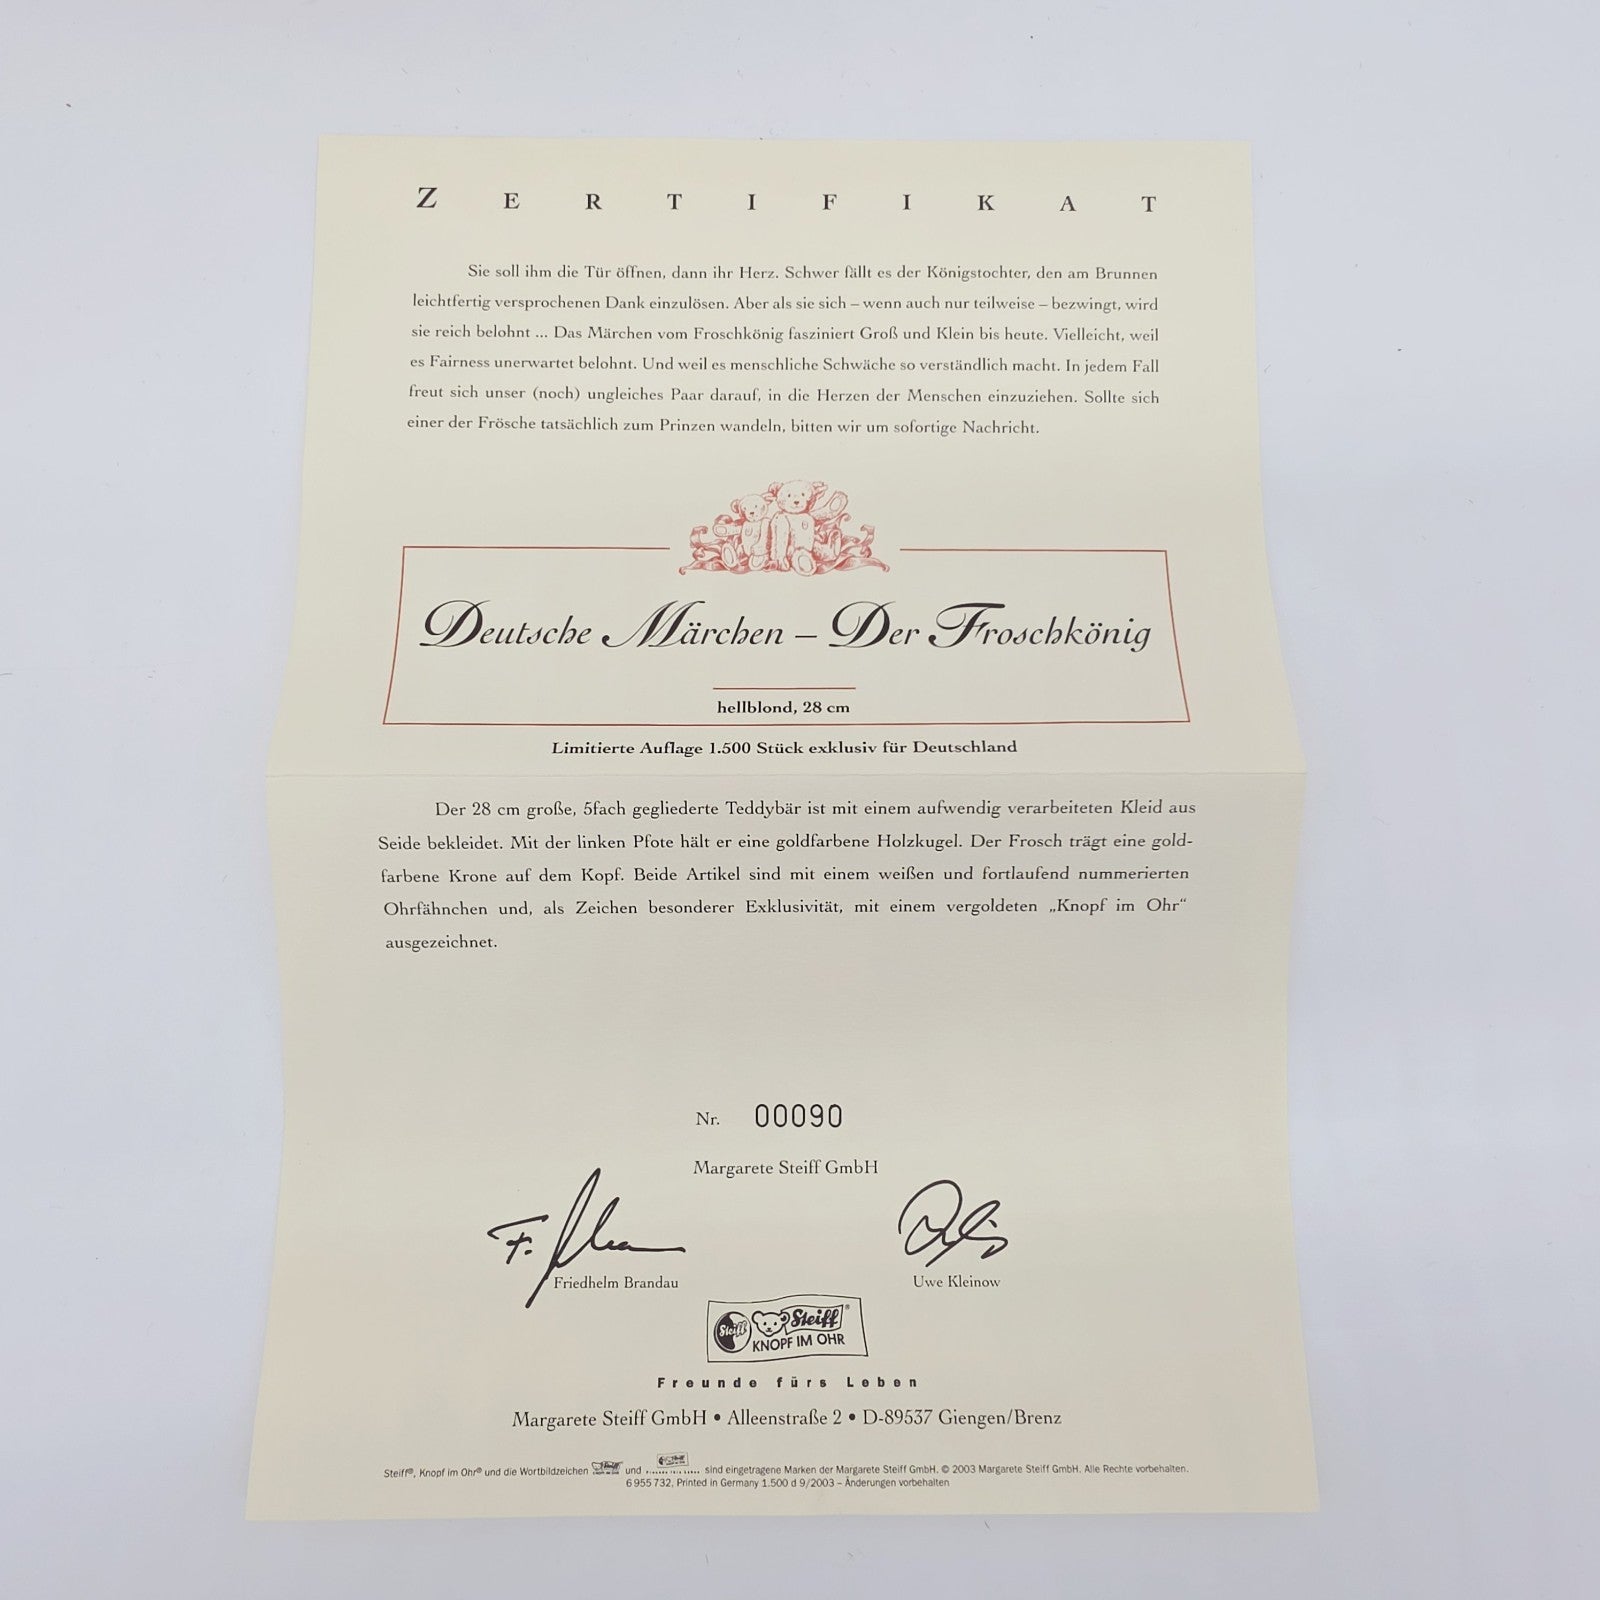 ZERTIFIKAT
Sie soll ihm die Tür öffnen, dann ihr Herz. Schwer fällt es der Königstochter, den am Brunnen
leichtfertig versprochenen Dank einzulösen. Aber als sie sich – wenn auch nur teilweise – bezwingt, wird
sie reich belohnt ... Das Märchen vom Froschkönig fasziniert Groß und Klein bis heute. Vielleicht, weil
es Fairness unerwartet belohnt. Und weil es menschliche Schwäche so verständlich macht. In jedem Fall
freut sich unser (noch) ungleiches Paar darauf, in die Herzen der Menschen einzuziehen. Sollte sich
einer der Frösche tatsächlich zum Prinzen wandeln, bitten wir um sofortige Nachricht.
Deutsche Märchen – Der Froschkönig
hellblond, 28 cm
Limitierte Auflage 1.500 Stück exklusiv für Deutschland
Der 28 cm große, 5fach gegliederte Teddybär ist mit einem aufwendig verarbeiteten Kleid aus
Seide bekleidet. Mit der linken Pfote hält er eine goldfarbene Holzkugel. Der Frosch trägt eine gold-
farbene Krone auf dem Kopf. Beide Artikel sind mit einem weißen und fortlaufend nummerierten
Ohrfähnchen und, als Zeichen besonderer Exklusivität, mit einem vergoldeten „Knopf im Ohr“
ausgezeichnet.
Nr. 00090
Margarete Steiff GmbH
Friedhelm Brandau Uwe Kleinow
Steiff Steiff®
KNOPF IM OHR
Freunde fürs Leben
Margarete Steiff GmbH • Alleenstraße 2 • D-89537 Giengen/Brenz
Steiff®, Knopf im Ohr® und die Wortbildzeichen und sind eingetragene Marken der Margarete Steiff GmbH. © 2003 Margarete Steiff GmbH. Alle Rechte vorbehalten.
6 955 732, Printed in Germany 1.500 d 9/2003 – Änderungen vorbehalten